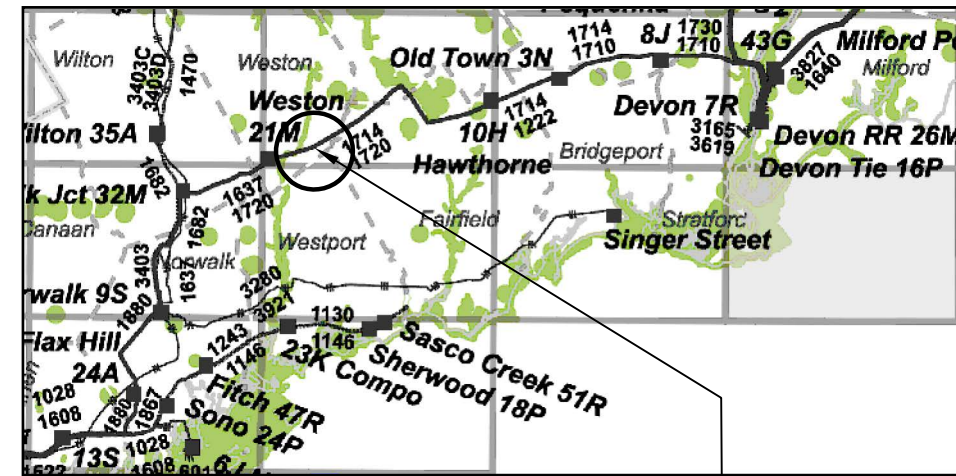 1714
1730
Wilton
Weston
Old Town 3N
1710
8J
1710
43G
Milford
3403C
3403D
1470
3827
1640
Milford
Weston
21M
Devon 7R
10H
1714
1222
3165
3619
Devon RR 26M
1714
1720
Hawthorne
Bridgeport
Devon Tie 16P
1682
Jct 32M
1637
1720
Canaan
1682
Fairfield
Stratford
Singer Street
Westport
Norwalk
3403
1637
3280
3921
9S
1880
1130
1146
Sasco Creek 51R
Flax Hill
1243
1146
23K Compo
Sherwood 18P
24A
Fitch 47R
1028
1608
1880
1867
Sono 24P
13S
1028
1608